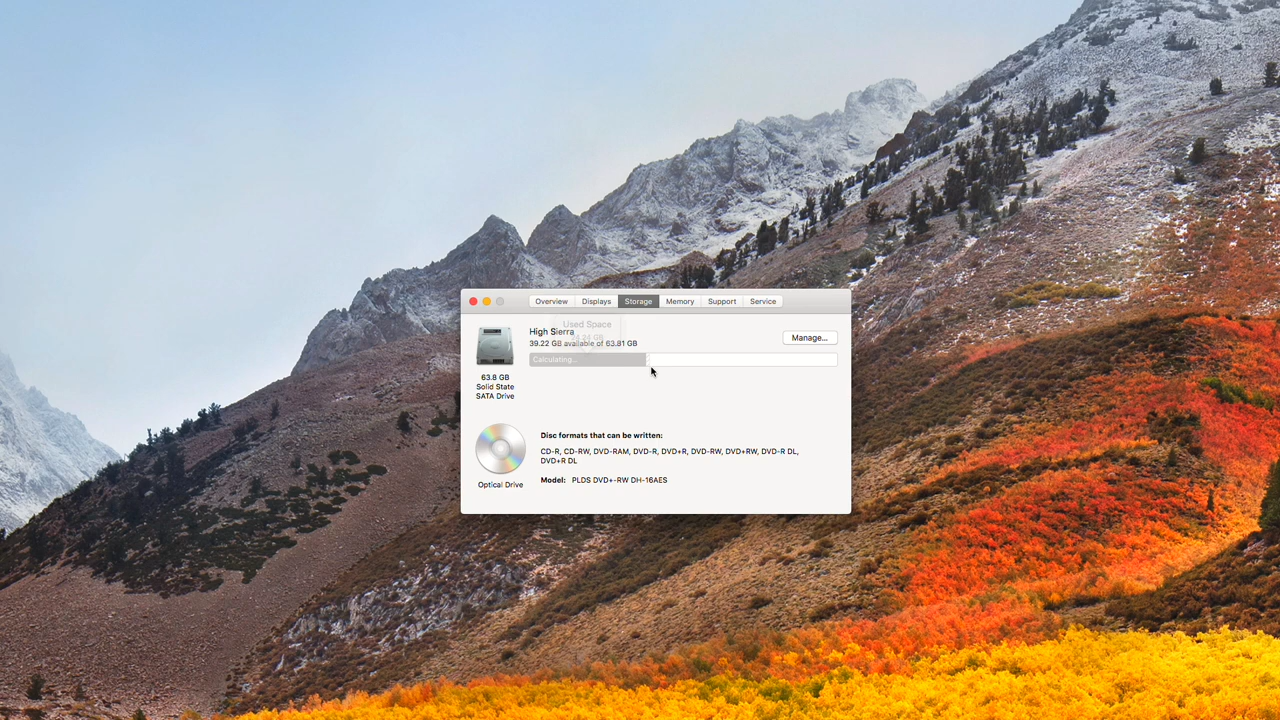 Overview Displays Storage Memory Support Service
Used Space
High Sierra
39.22 GB available of 63.81 GB
Manage...
Calculating...
63.8 GB
Solid State
SATA Drive
Disc formats that can be written:
CD-R, CD-RW, DVD-RAM, DVD-R, DVD+R, DVD-RW, DVD+RW, DVD-R DL,
DVD+R DL
Optical Drive
Model: PLDS DVD+-RW DH-16AES